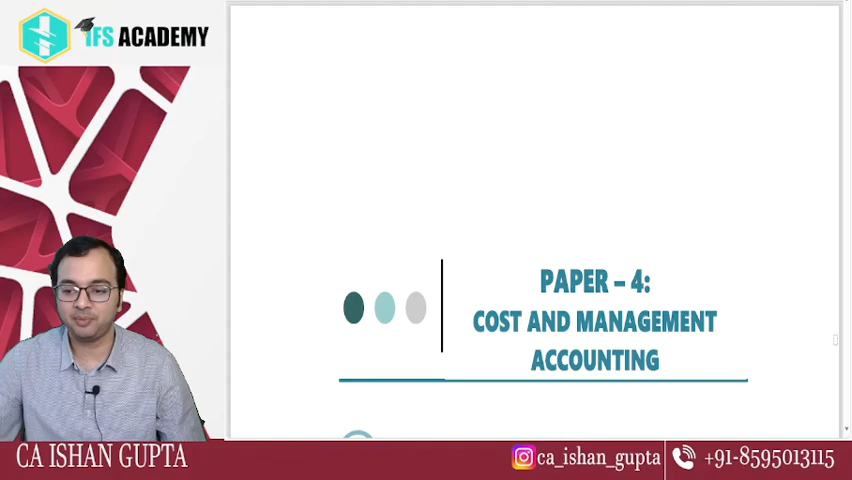 IFS ACADEMY
PAPER – 4:
COST AND MANAGEMENT
ACCOUNTING
CA ISHAN GUPTA
ca_ishan_gupta
+91-8595013115